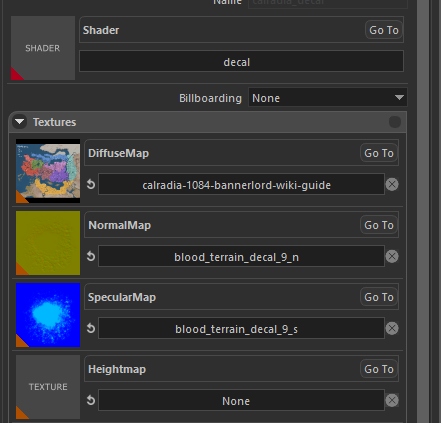 Name calradia_decal
SHADER
Shader Go To
decal
Billboarding None
Textures
DiffuseMap Go To
calradia-1084-bannerlord-wiki-guide
NormalMap Go To
blood_terrain_decal_9_n
SpecularMap Go To
blood_terrain_decal_9_s
TEXTURE
Heightmap Go To
None